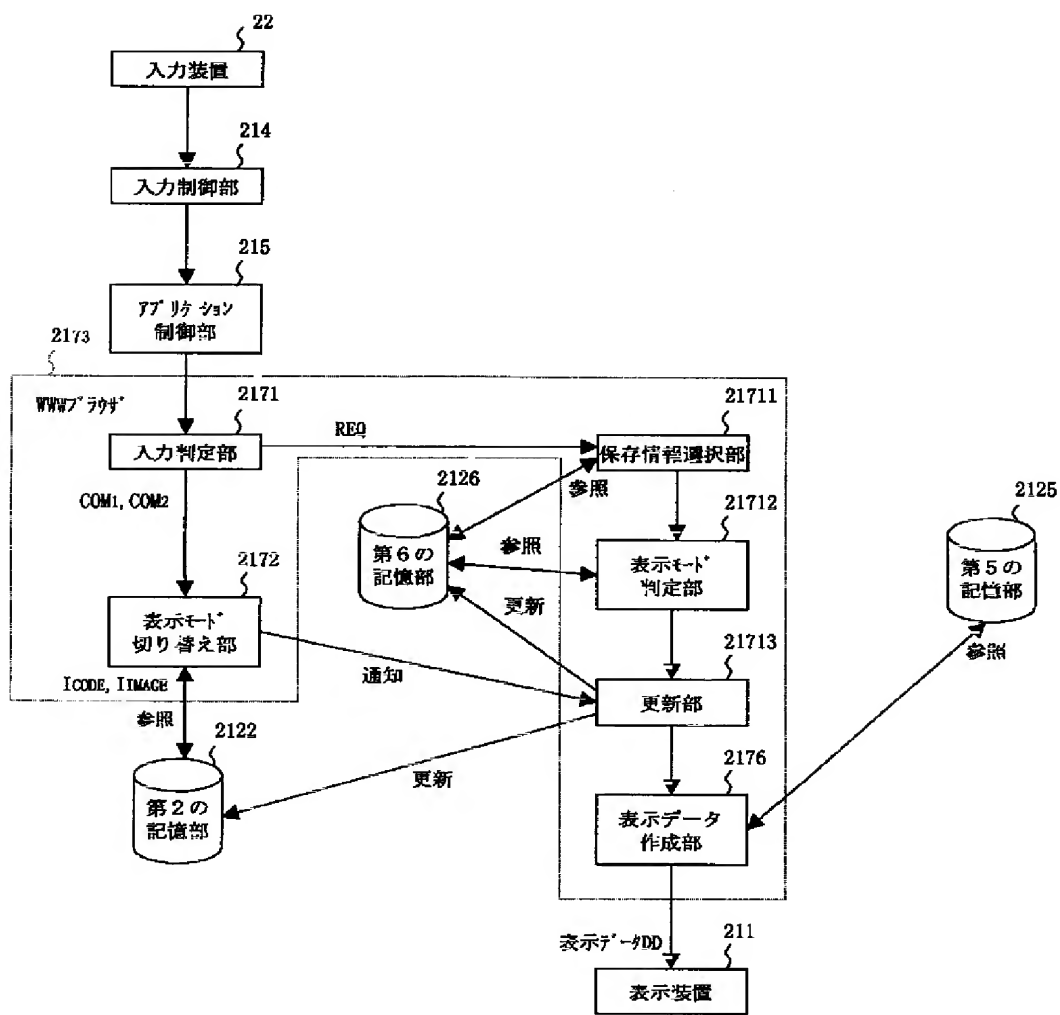 22
入力装置
214
入力制御部
215
アプリケーション
制御部
2173
WWWブラウザ
2171
入力判定部
REQ
21711
保存情報選択部
COM1, COM2
参照
2126
第6の
記憶部
21712
表示モード
判定部
参照
2125
第5の
記憶部
2172
表示モード
切り替え部
更新
21713
更新部
通知
参照
ICODE, IIMAGE
参照
2122
第2の
記憶部
更新
2176
表示データ
作成部
表示データDD
211
表示装置